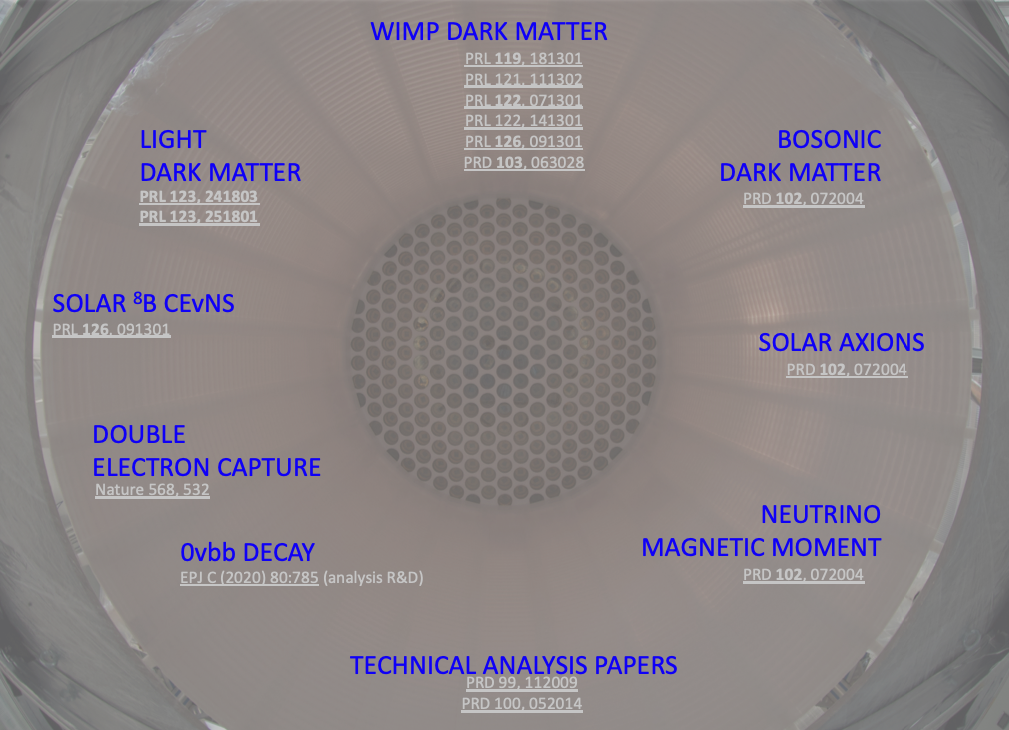 WIMP DARK MATTER
PRL 119, 181301
PRL 121, 111302
PRL 122, 071301
PRL 122, 141301
PRL 126, 091301
PRD 103, 063028
LIGHT
DARK MATTER
PRL 123, 241803
PRL 123, 251801
BOSONIC
DARK MATTER
PRD 102, 072004
SOLAR ⁸B CEvNS
PRL 126, 091301
SOLAR AXIONS
PRD 102, 072004
DOUBLE
ELECTRON CAPTURE
Nature 568, 532
NEUTRINO
MAGNETIC MOMENT
PRD 102, 072004
0vbb DECAY
EPJ C (2020) 80:785 (analysis R&D)
TECHNICAL ANALYSIS PAPERS
PRD 99, 112009
PRD 100, 052014